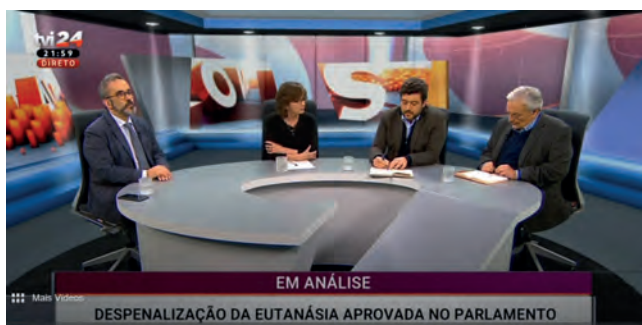 tvi24
21:59
DIRETO
EM ANÁLISE
Mais Vídeos
DESPENALIZAÇÃO DA EUTANÁSIA APROVADA NO PARLAMENTO